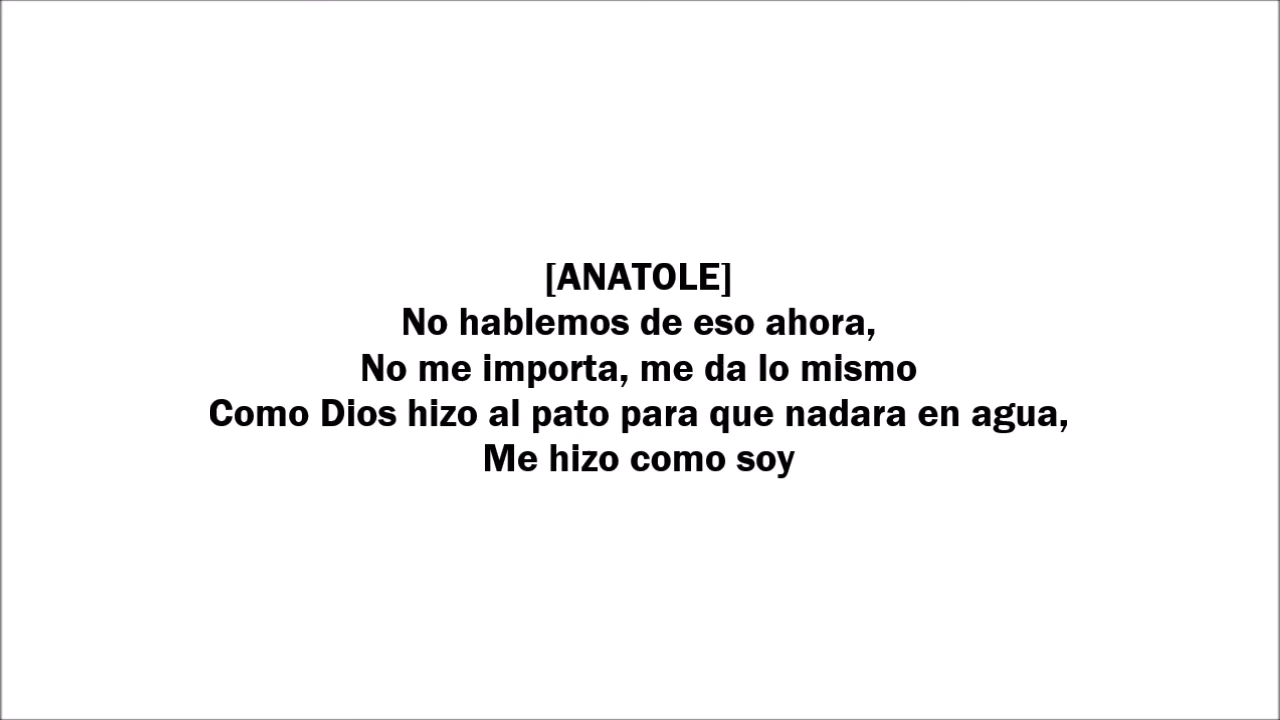 [ANATOLE]
No hablemos de eso ahora,
No me importa, me da lo mismo
Como Dios hizo al pato para que nadara en agua,
Me hizo como soy